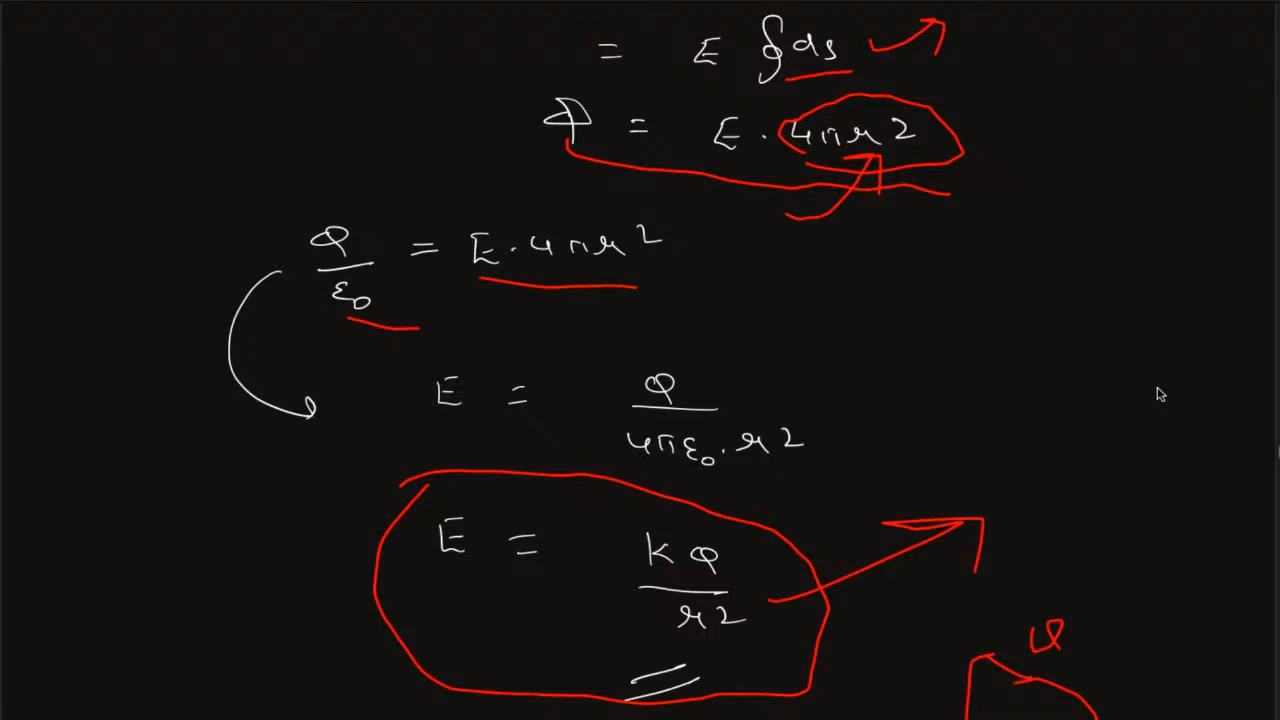 = E ∮ds
Φ = E · 4πr2
Q/ε0 = E · 4πr2
E = Q/4πε0 · r2
E = KQ/r2
Q